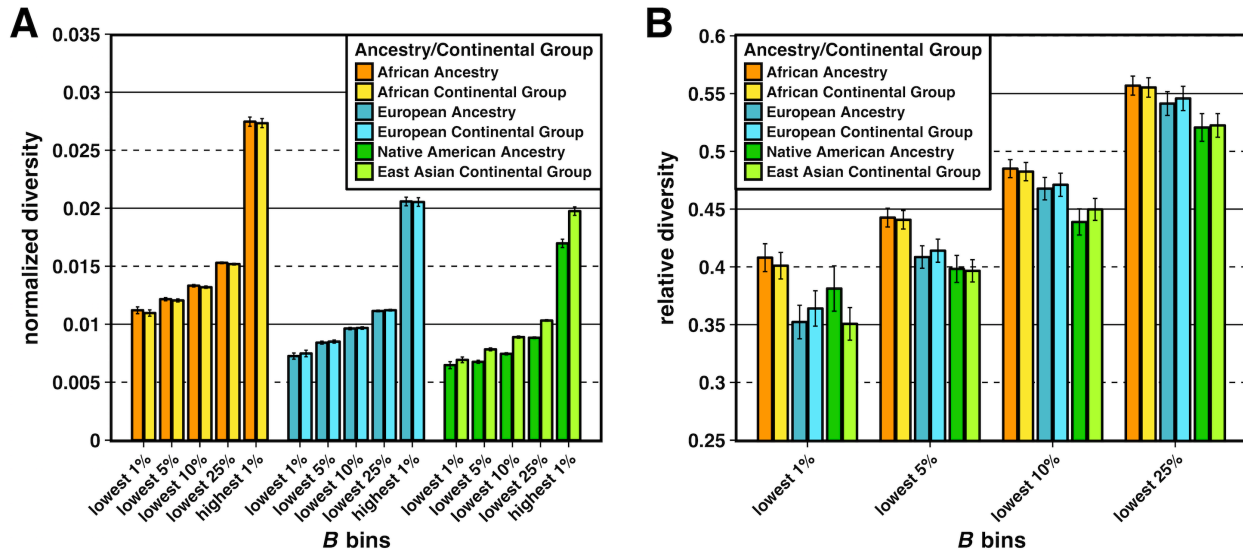 A
normalized diversity
0.035
0.03
0.025
0.02
0.015
0.01
0.005
0
Ancestry/Continental Group
African Ancestry
African Continental Group
European Ancestry
European Continental Group
Native American Ancestry
East Asian Continental Group
lowest 1%
lowest 5%
lowest 10%
lowest 25%
highest 1%
lowest 1%
lowest 5%
lowest 10%
lowest 25%
highest 1%
lowest 1%
lowest 5%
lowest 10%
lowest 25%
highest 1%
B bins
B
relative diversity
0.6
0.55
0.5
0.45
0.4
0.35
0.3
0.25
Ancestry/Continental Group
African Ancestry
African Continental Group
European Ancestry
European Continental Group
Native American Ancestry
East Asian Continental Group
lowest 1%
lowest 5%
lowest 10%
lowest 25%
B bins